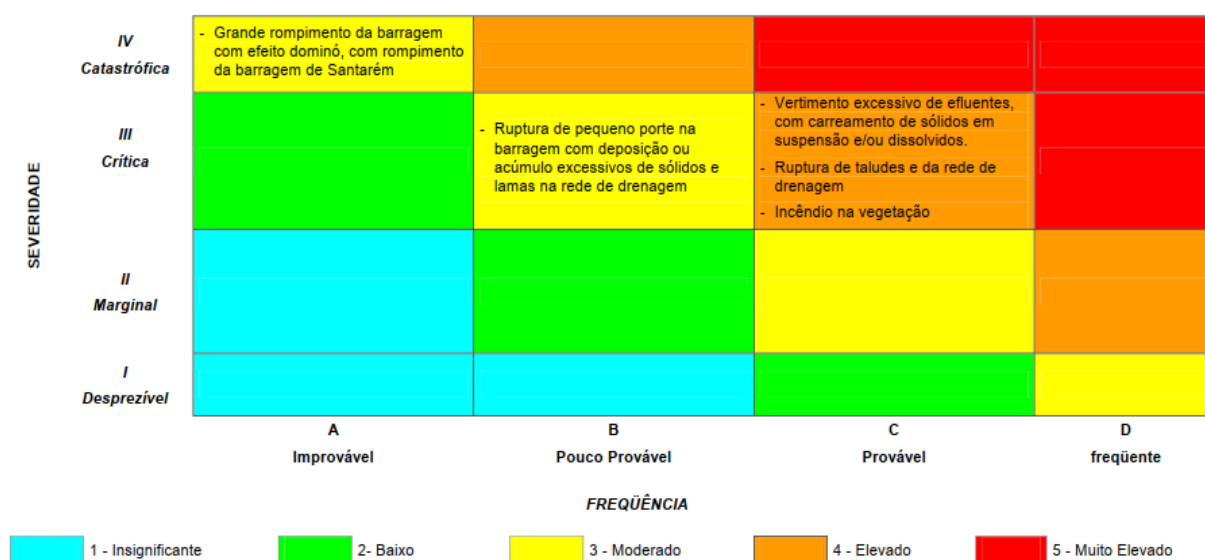 IV
Catastrófica
- Grande rompimento da barragem
com efeito dominó, com rompimento
da barragem de Santarém
SEVERIDADE
III
Crítica
- Ruptura de pequeno porte na
barragem com deposição ou
acúmulo excessivos de sólidos e
lamas na rede de drenagem
- Vertimento excessivo de efluentes,
com carreamento de sólidos em
suspensão e/ou dissolvidos.
- Ruptura de taludes e da rede de
drenagem
- Incêndio na vegetação
II
Marginal
I
Desprezível
A
Improvável
B
Pouco Provável
C
Provável
D
freqüente
FREQÜÊNCIA
1 - Insignificante
2- Baixo
3 - Moderado
4 - Elevado
5 - Muito Elevado